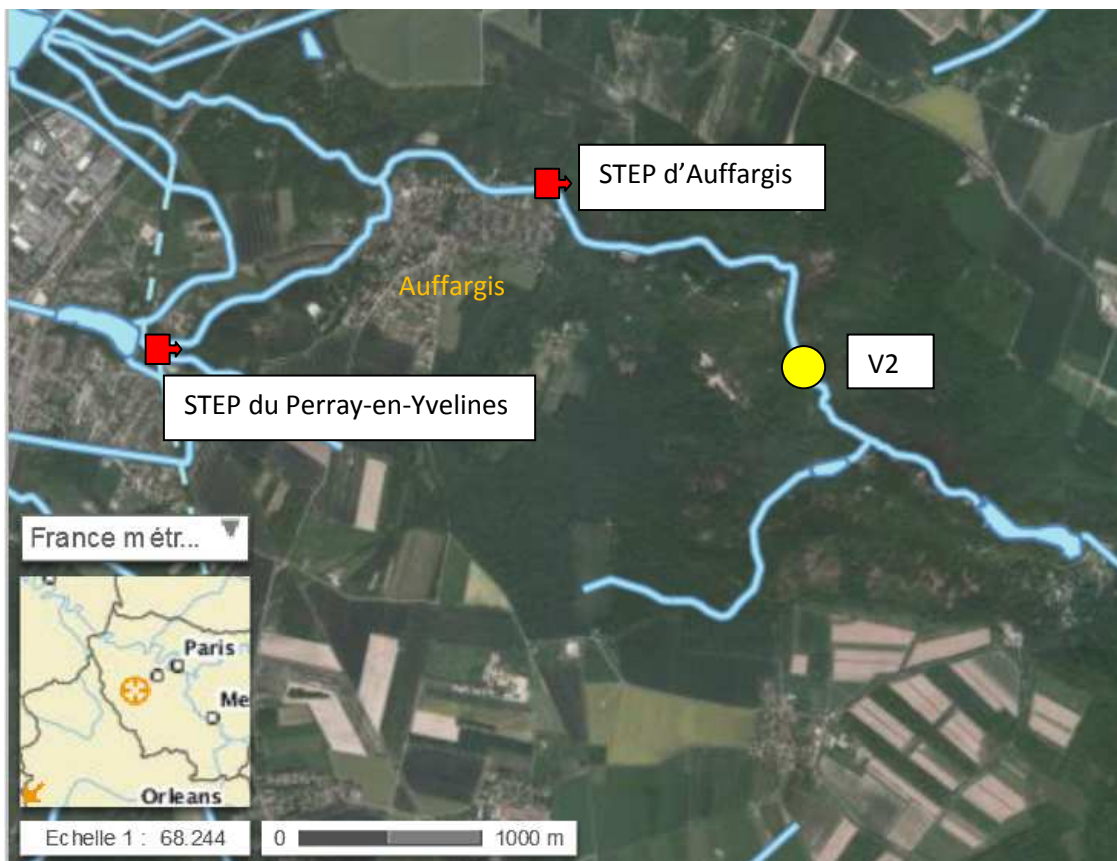 STEP d’Auffargis
Auffargis
V2
STEP du Perray-en-Yvelines
France métr...
Paris
Me
Orleans
Echelle 1 : 68.244
0 1000 m